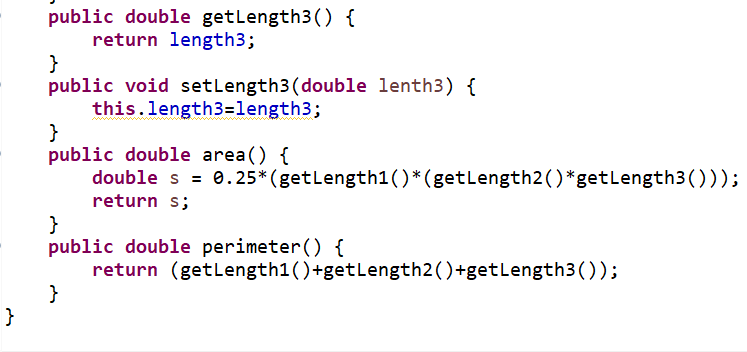 public double getLength3() {
return length3;
}
public void setLength3(double lenth3) {
this.length3=length3;
}
public double area() {
double s = 0.25*(getLength1()*(getLength2()*getLength3()));
return s;
}
public double perimeter() {
return (getLength1()+getLength2()+getLength3());
}
}